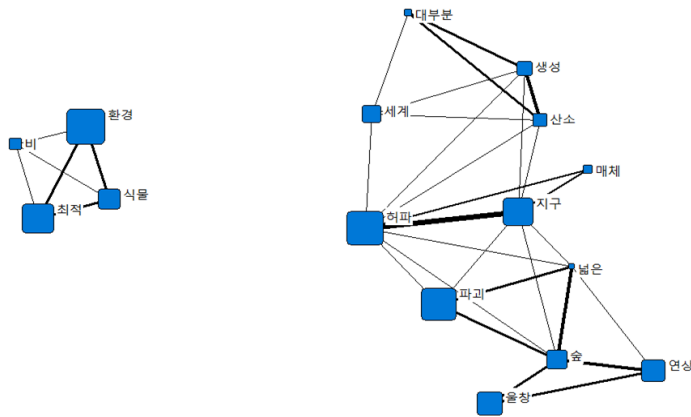 대부분
생성
세계
산소
환경
비
매체
식물
지구
최적
허파
넓은
파괴
숲
연상
울창